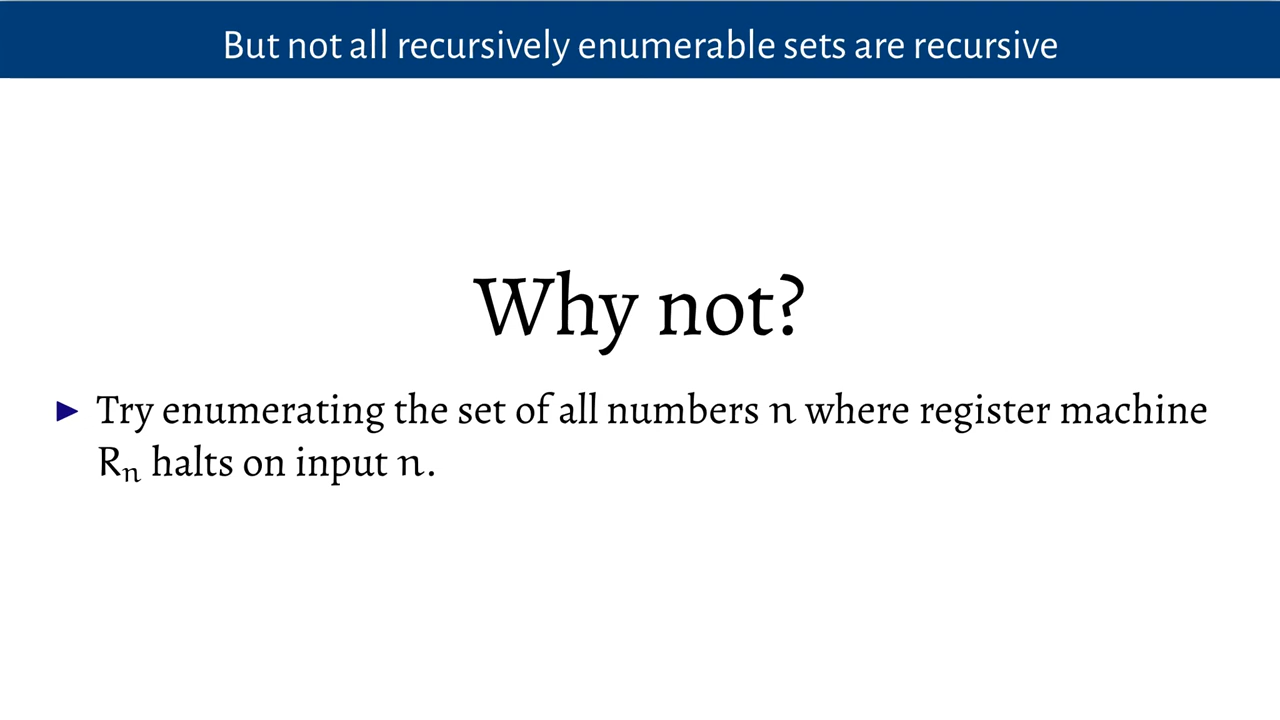 But not all recursively enumerable sets are recursive
Why not?
▶ Try enumerating the set of all numbers n where register machine
Rₙ halts on input n.